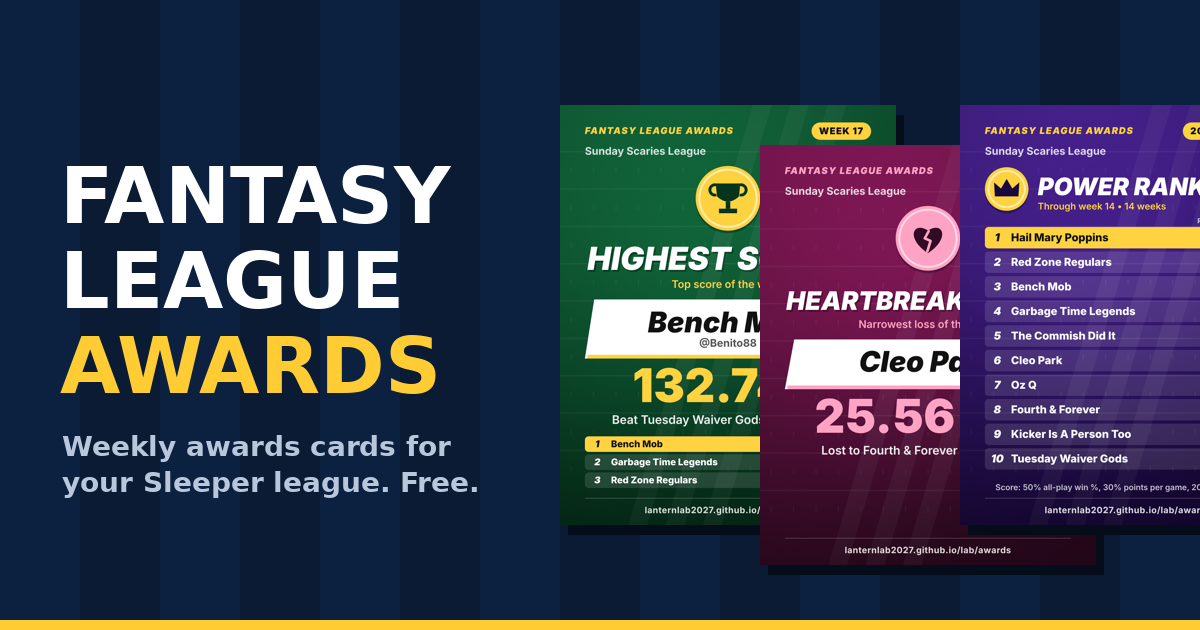 FANTASY
LEAGUE
AWARDS
Weekly awards cards for
your Sleeper league. Free.
FANTASY LEAGUE AWARDS
WEEK 17
Sunday Scaries League
HIGHEST
Top score of the
Bench
@Benito88
132.7
Beat Tuesday Waiver
1 Bench Mob
2 Garbage Time Legends
3 Red Zone Regulars
lanternlab2027.github.io/
FANTASY LEAGUE AWARDS
Sunday Scaries League
HEARTBREAK
Narrowest loss of
Cleo
25.56
Lost to Fourth & Forever
lanternlab2027.github.io/lab/awards
FANTASY LEAGUE AWARDS
Sunday Scaries League
POWER
Through week 14 • 14 weeks
1 Hail Mary Poppins
2 Red Zone Regulars
3 Bench Mob
4 Garbage Time Legends
5 The Commish Did It
6 Cleo Park
7 Oz Q
8 Fourth & Forever
9 Kicker Is A Person Too
10 Tuesday Waiver Gods
Score: 50% all-play win %, 30% points per game,
lanternlab2027.github.io/lab/